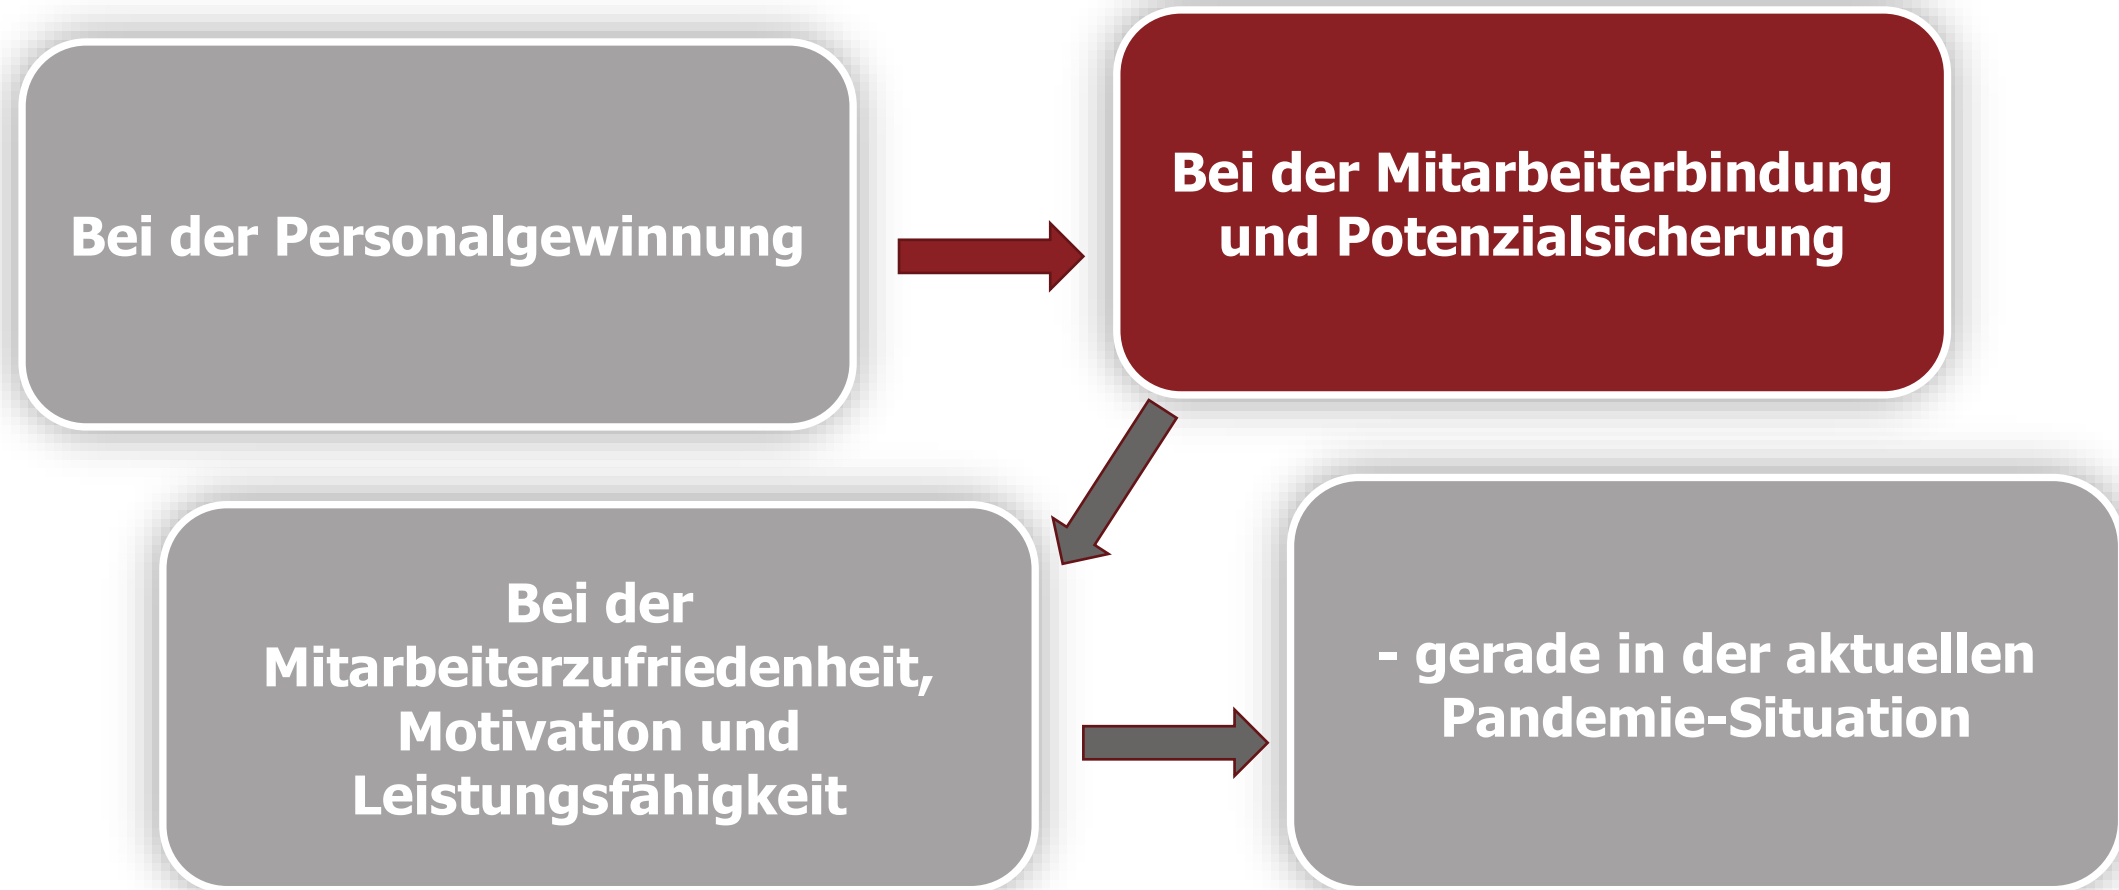 Bei der Personalgewinnung
Bei der Mitarbeiterbindung
und Potenzialsicherung
Bei der
Mitarbeiterzufriedenheit,
Motivation und
Leistungsfähigkeit
- gerade in der aktuellen
Pandemie-Situation